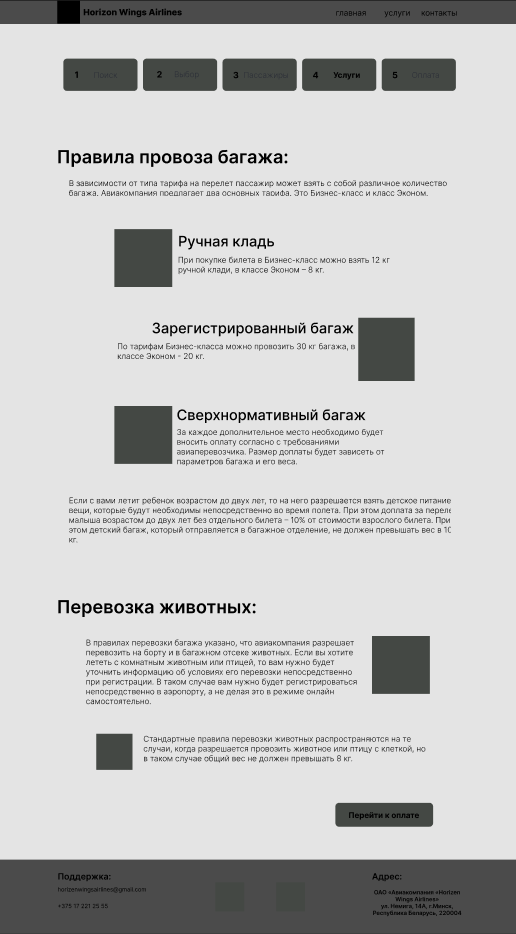 Horizon Wings Airlines
главная услуги контакты
1 Поиск 2 Выбор 3 Пассажиры 4 Услуги 5 Оплата
Правила провоза багажа:
В зависимости от типа тарифа на перелет пассажир может взять с собой различное количество
багажа. Авиакомпания предлагает два основных тарифа. Это Бизнес-класс и класс Эконом.
Ручная кладь
При покупке билета в Бизнес-класс можно взять 12 кг
ручной клади, в классе Эконом – 8 кг.
Зарегистрированный багаж
По тарифам Бизнес-класса можно провозить 30 кг багажа, в
классе Эконом - 20 кг.
Сверхнормативный багаж
За каждое дополнительное место необходимо будет
вносить оплату согласно с требованиями
авиаперевозчика. Размер доплаты будет зависеть от
параметров багажа и его веса.
Если с вами летит ребенок возрастом до двух лет, то на него разрешается взять детское питание
вещи, которые будут необходимы непосредственно во время полета. При этом доплата за переле
малыша возрастом до двух лет без отдельного билета – 10% от стоимости взрослого билета. При
этом детский багаж, который отправляется в багажное отделение, не должен превышать вес в 10
кг.
Перевозка животных:
В правилах перевозки багажа указано, что авиакомпания разрешает
перевозить на борту и в багажном отсеке животных. Если вы хотите
лететь с комнатным животным или птицей, то вам нужно будет
уточнить информацию об условиях его перевозки непосредственно
при регистрации. В таком случае вам нужно будет регистрироваться
непосредственно в аэропорту, а не делая это в режиме онлайн
самостоятельно.
Стандартные правила перевозки животных распространяются на те
случаи, когда разрешается провозить животное или птицу с клеткой, но
в таком случае общий вес не должен превышать 8 кг.
Перейти к оплате
Поддержка:
horizenwingsairlines@gmail.com
+375 17 221 25 55
Адрес:
ОАО «Авиакомпания «Horizen
Wings Airlines»
ул. Немига, 14А, г.Минск,
Республика Беларусь, 220004